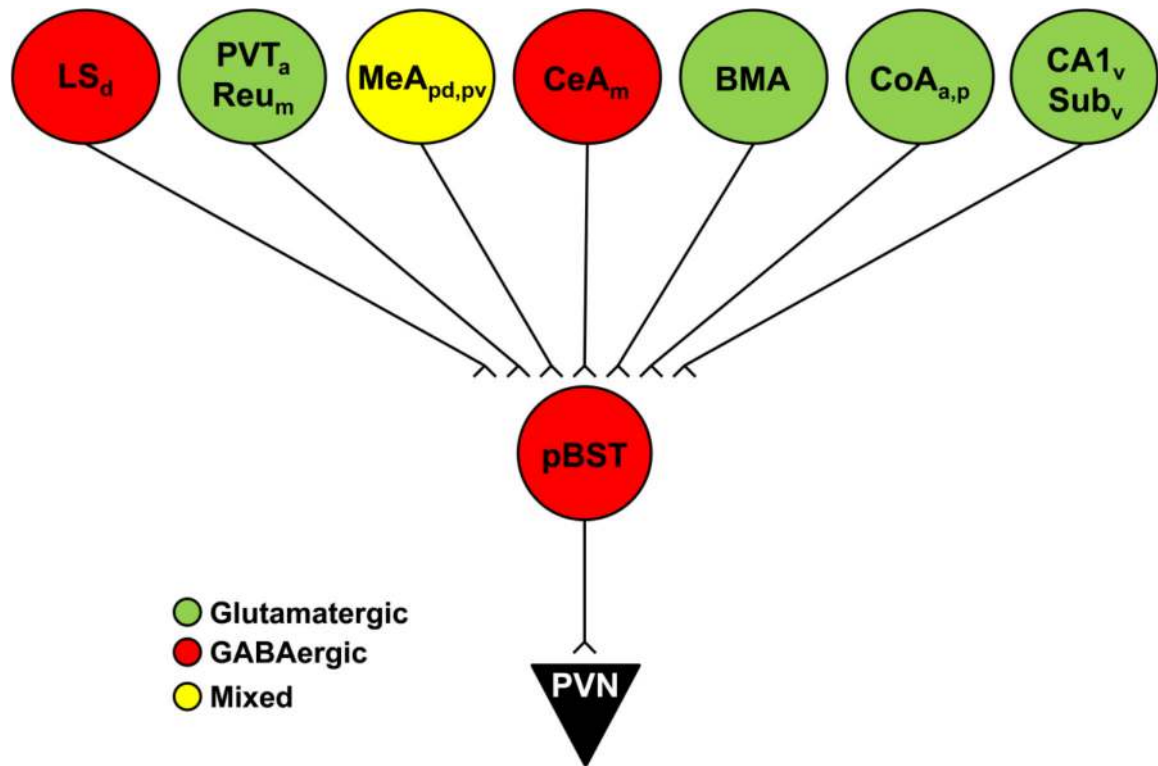 LSd
PVTa
Reum
MeApd,pv
CeAm
BMA
CoAa,p
CA1v
Subv
pBST
Glutamatergic
GABAergic
Mixed
PVN